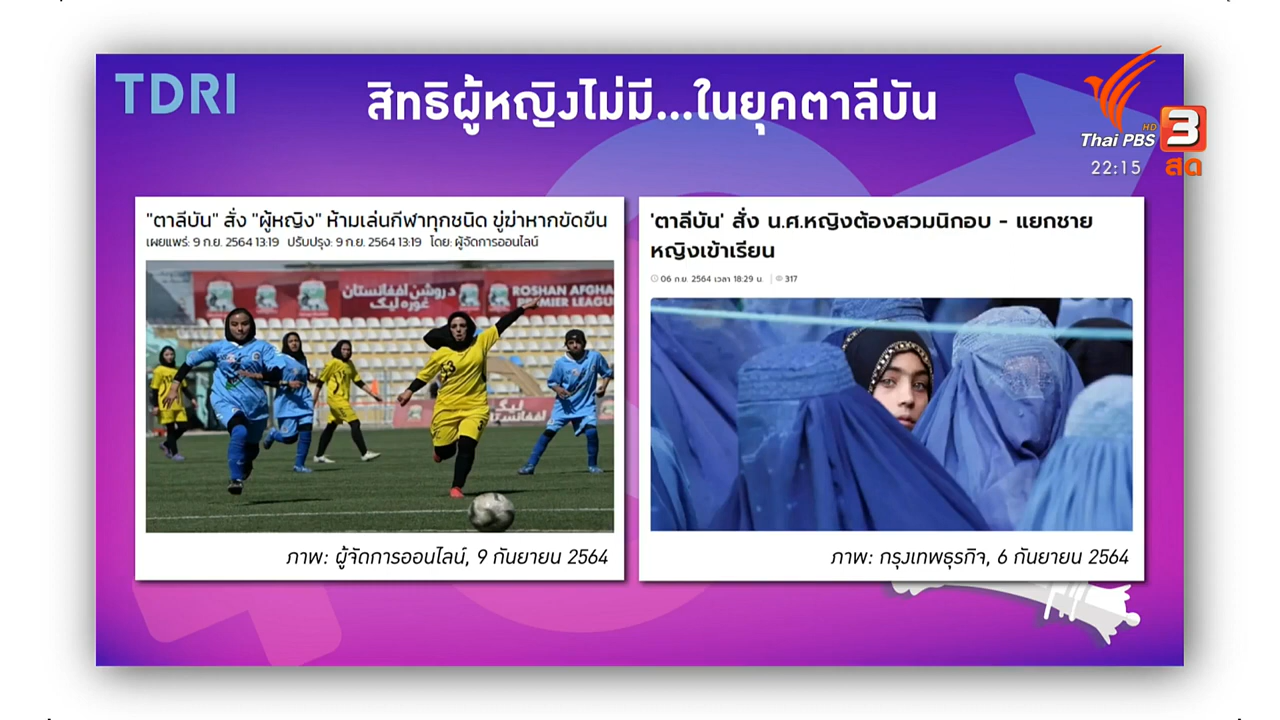 TDRI
สิทธิผู้หญิงไม่มี...ในยุคตาลีบัน
HD
Thai PBS
3
22:15 สด
"ตาลีบัน" สั่ง "ผู้หญิง" ห้ามเล่นกีฬาทุกชนิด ขู่ฆ่าหากขัดขืน
เผยแพร่: 9 ก.ย. 2564 13:19 ปรับปรุง: 9 ก.ย. 2564 13:19 โดย: ผู้จัดการออนไลน์
د روشن افغانستان
غوره لیگ
ROSHAN AFGHA
PREMIER LEAGU
لیگ
افغانستان
ภาพ: ผู้จัดการออนไลน์, 9 กันยายน 2564
'ตาลีบัน' สั่ง น.ศ.หญิงต้องสวมนิกอบ - แยกชาย
หญิงเข้าเรียน
06 ก.ย. 2564 เวลา 18:29 น. | 317
ภาพ: กรุงเทพธุรกิจ, 6 กันยายน 2564